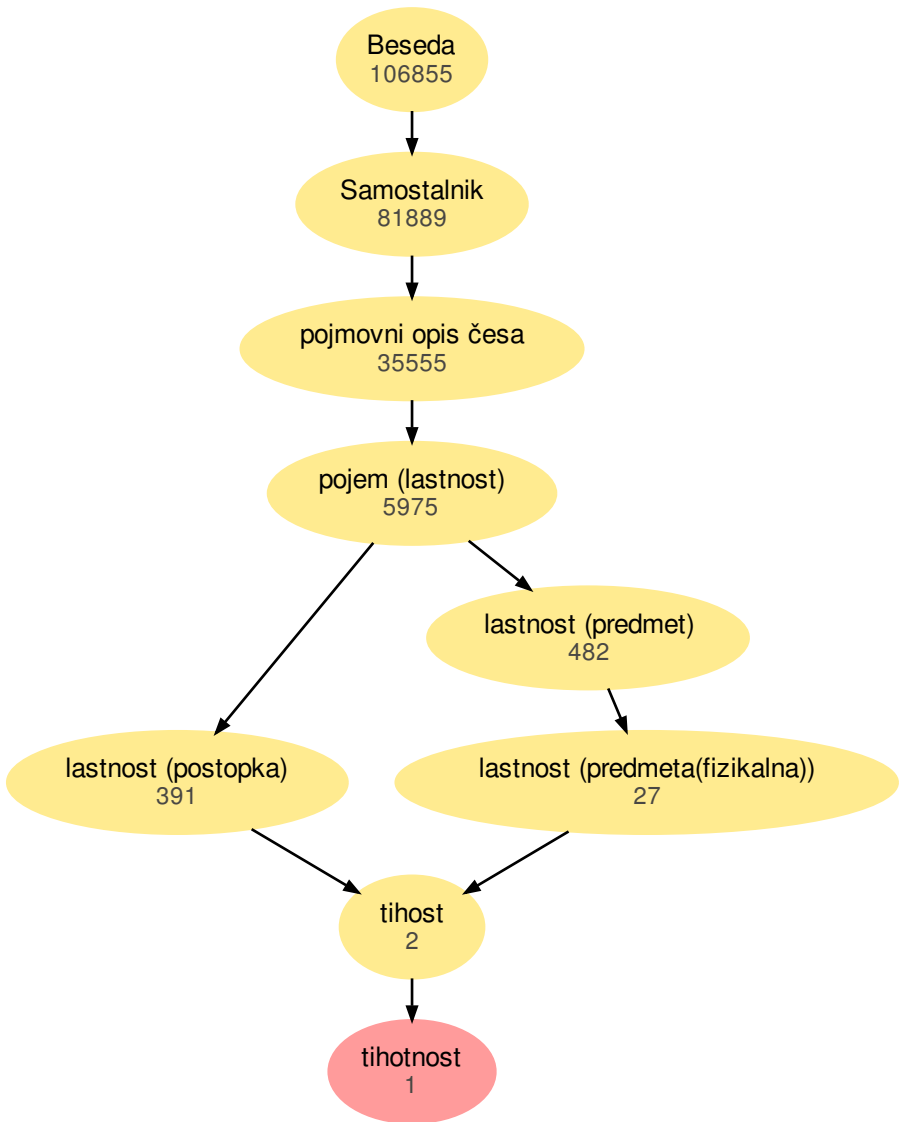 Beseda
106855
Samostalnik
81889
pojmovni opis česa
35555
pojem (lastnost)
5975
lastnost (predmet)
482
lastnost (postopka)
391
lastnost (predmeta(fizikalna))
27
tihost
2
tihotnost
1